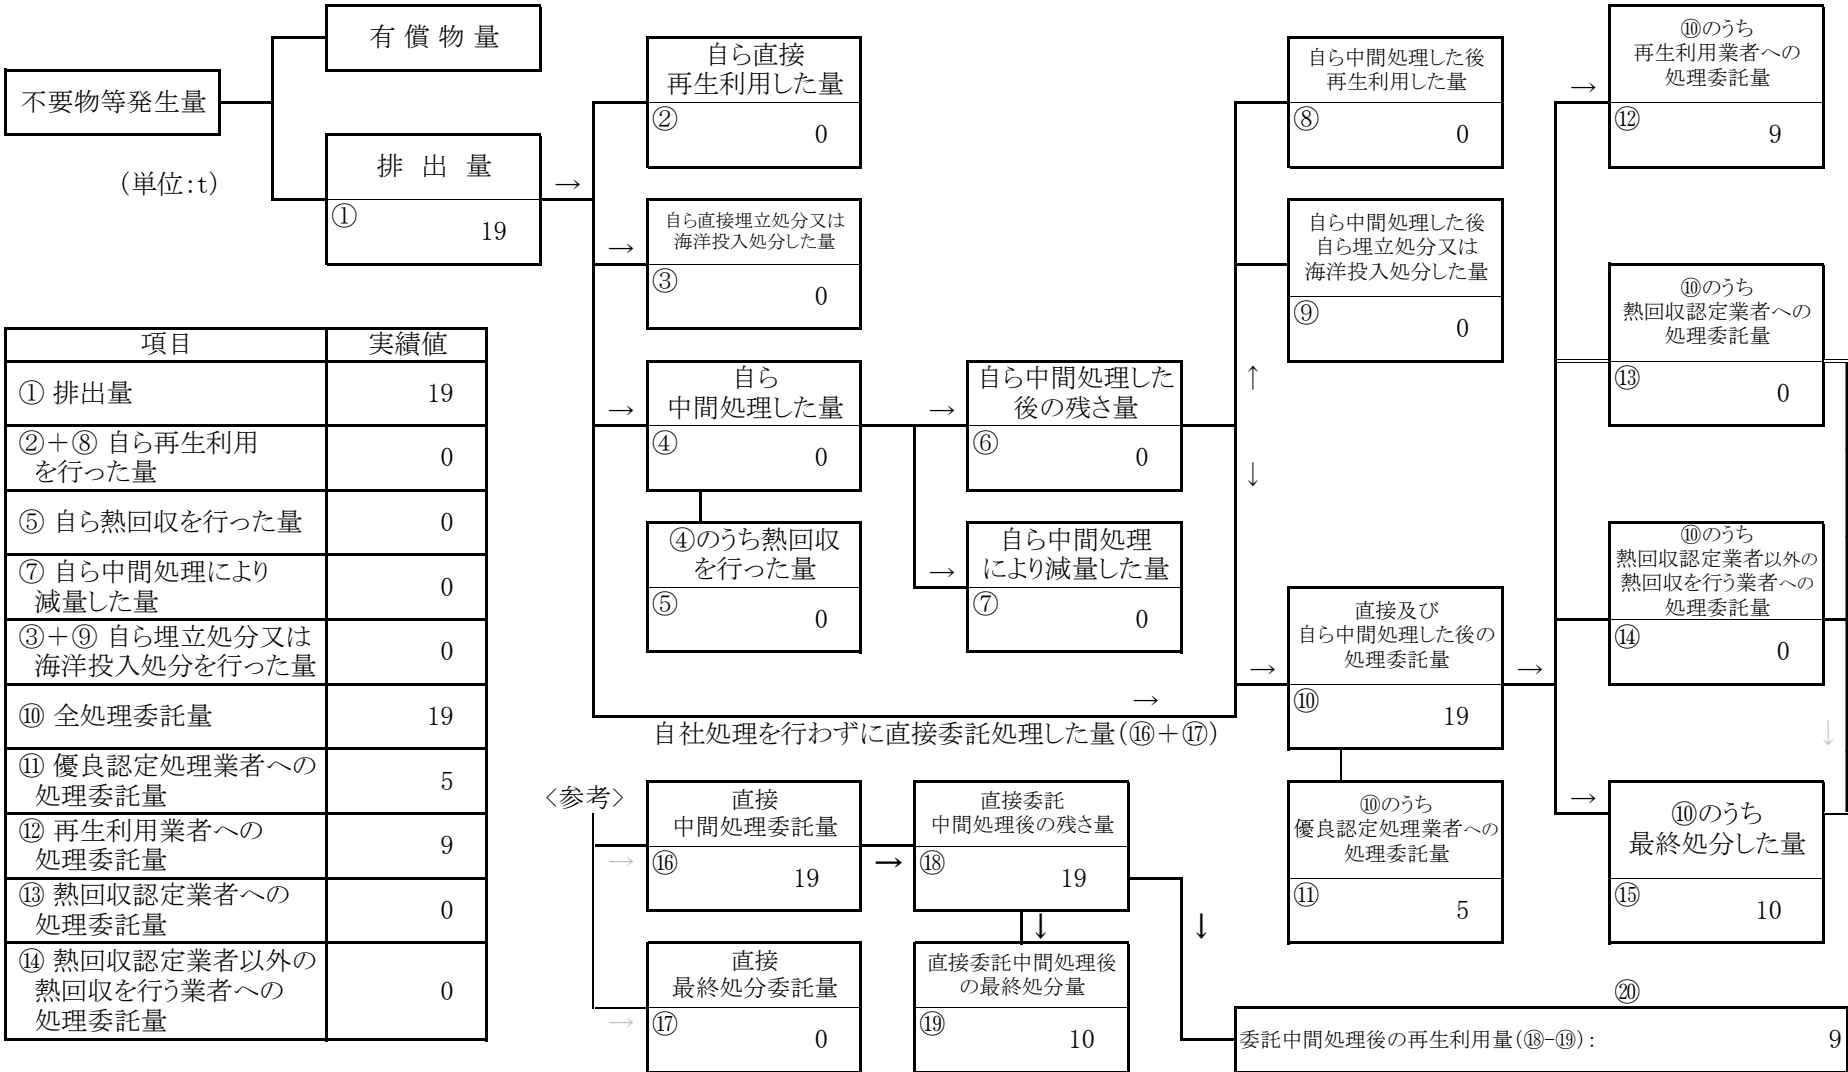 有償物量
不要物等発生量
(単位:t)
排出量
①
19
→
自ら直接
再生利用した量
②
0
→
自ら直接埋立処分又は
海洋投入処分した量
③
0
→
自ら
中間処理した量
④
0
④のうち熱回収
を行った量
⑤
0
→
自ら中間処理した
後の残さ量
⑥
0
→
自ら中間処理
により減量した量
⑦
0
自ら中間処理した後
再生利用した量
⑧
0
自ら中間処理した後
自ら埋立処分又は
海洋投入処分した量
⑨
0
↑
↓
→
自社処理を行わずに直接委託処理した量(⑯+⑰)
→
直接及び
自ら中間処理した後の
処理委託量
⑩
19
→
⑩のうち
優良認定処理業者への
処理委託量
⑪
5
→
⑩のうち
再生利用業者への
処理委託量
⑫
9
⑩のうち
熱回収認定業者への
処理委託量
⑬
0
⑩のうち
熱回収認定業者以外の
熱回収を行う業者への
処理委託量
⑭
0
↓
→
⑩のうち
最終処分した量
⑮
10
項目 実績値
① 排出量 19
②+⑧ 自ら再生利用
を行った量 0
⑤ 自ら熱回収を行った量 0
⑦ 自ら中間処理により
減量した量 0
③+⑨ 自ら埋立処分又は
海洋投入処分を行った量 0
⑩ 全処理委託量 19
⑪ 優良認定処理業者への
処理委託量 5
⑫ 再生利用業者への
処理委託量 9
⑬ 熱回収認定業者への
処理委託量 0
⑭ 熱回収認定業者以外の
熱回収を行う業者への
処理委託量 0
<参考>
→
直接
中間処理委託量
⑯
19
→
直接委託
中間処理後の残さ量
⑱
19
↓
↓
→
直接
最終処分委託量
⑰
0
直接委託中間処理後
の最終処分量
⑲
10
⑳
委託中間処理後の再生利用量(⑱-⑲): 9